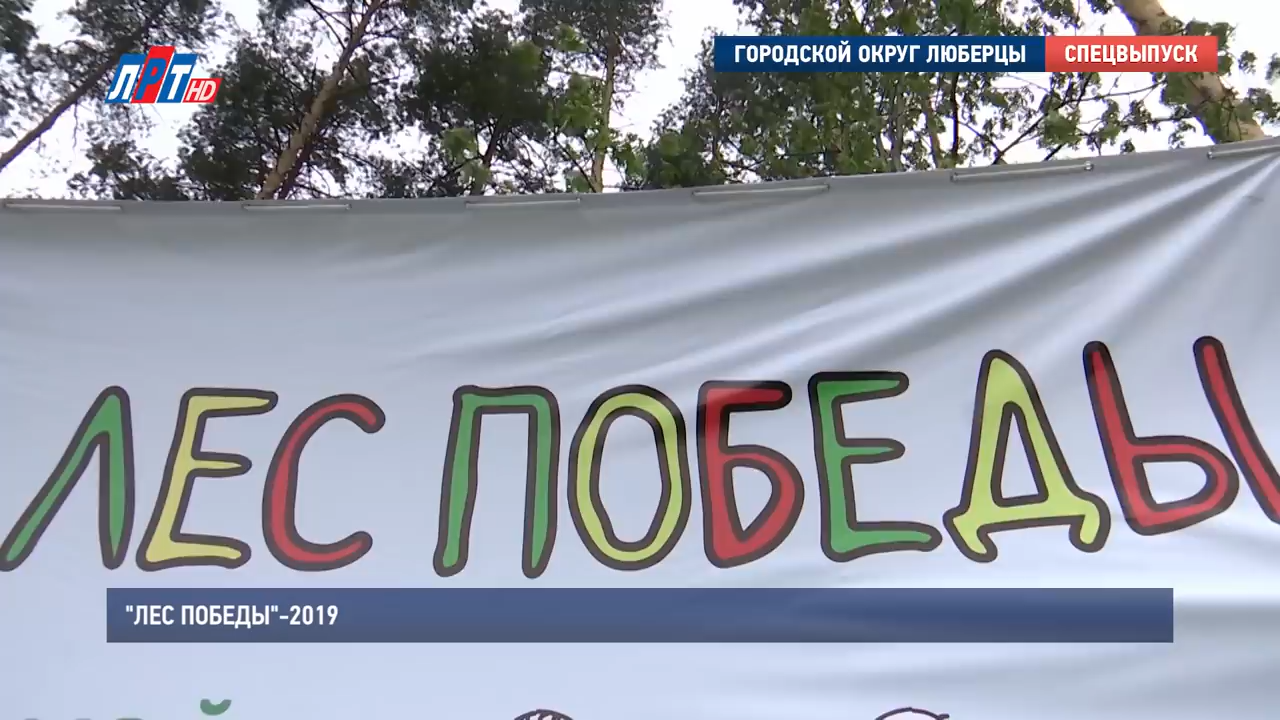 ЛРТ HD
ГОРОДСКОЙ ОКРУГ ЛЮБЕРЦЫ СПЕЦВЫПУСК
ЛЕС ПОБЕДЫ
"ЛЕС ПОБЕДЫ"-2019